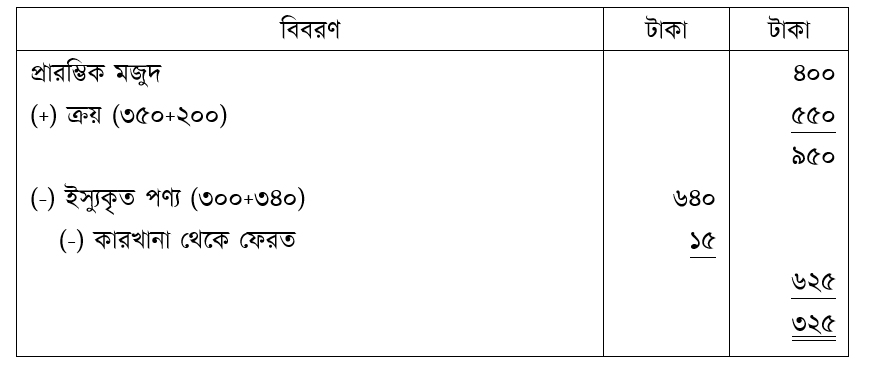 বিবরণ টাকা টাকা
প্রারম্ভিক মজুদ ৪০০
(+) ক্রয় (৩৫০+২০০) ৫৫০
৯৫০
(-) ইস্যুকৃত পণ্য (৩০০+৩৪০) ৬৪০
(-) কারখানা থেকে ফেরত ১৫
৬২৫
৩২৫